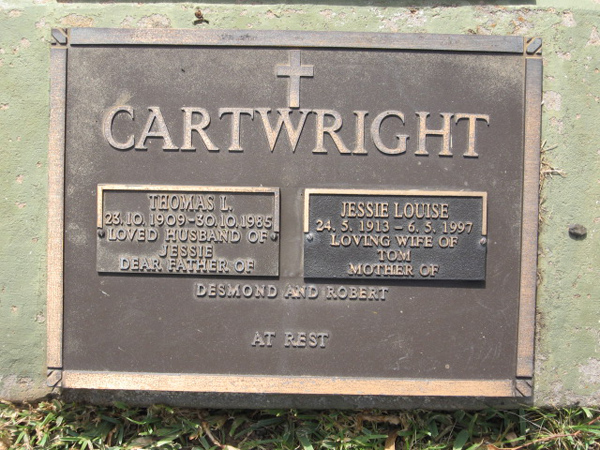 CARTWRIGHT
THOMAS L.
23.10.1909-30.10.1985
LOVED HUSBAND OF
JESSIE
DEAR FATHER OF
JESSIE LOUISE
24. 5. 1913 - 6. 5. 1997
LOVING WIFE OF
TOM
MOTHER OF
DESMOND AND ROBERT
AT REST